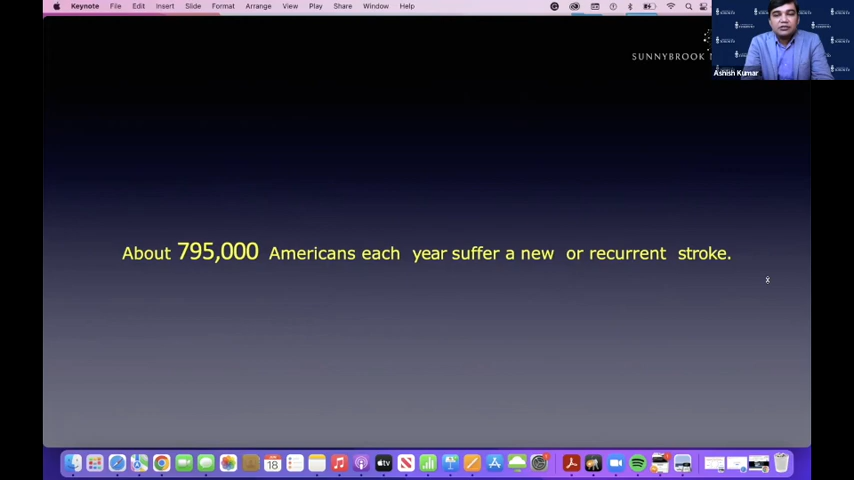 Keynote File Edit Insert Slide Format Arrange View Play Share Window Help
SUNNYBROOK
Ashish Kumar
About 795,000 Americans each year suffer a new or recurrent stroke.
18